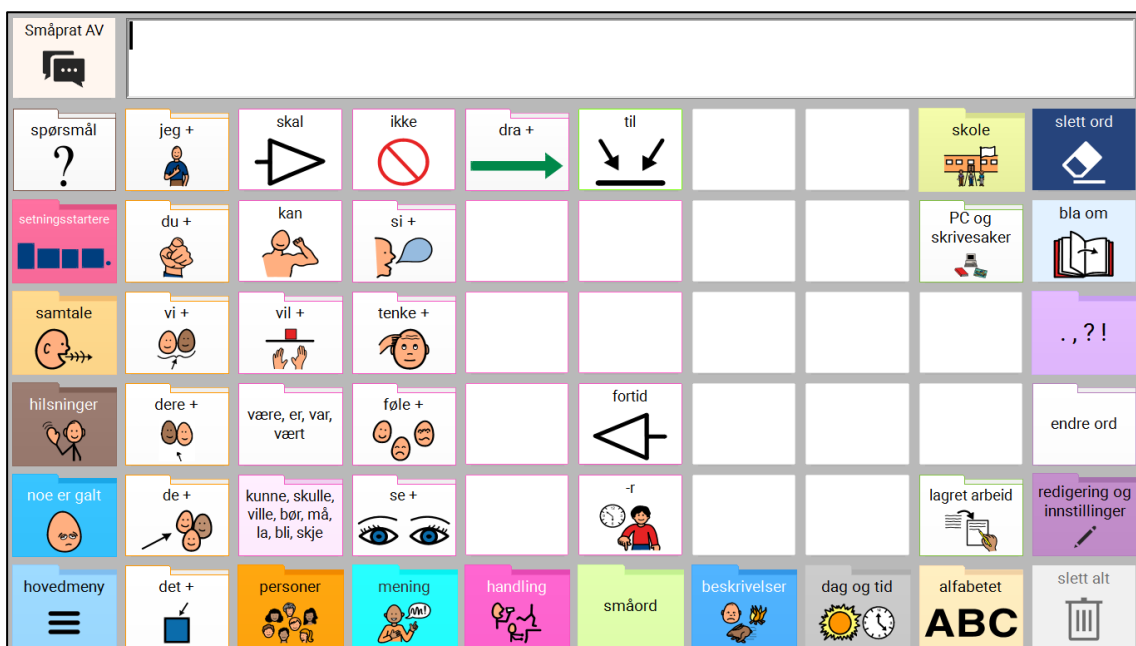 Småprat AV
spørsmål
jeg +
skal
ikke
dra +
til
skole
slett ord
setningsstartere
du +
kan
si +
PC og
skrivesaker
bla om
samtale
vi +
vil +
tenke +
. , ? !
hilsninger
dere +
være, er, var,
vært
føle +
fortid
endre ord
noe er galt
de +
kunne, skulle,
ville, bør, må,
la, bli, skje
se +
-r
lagret arbeid
redigering og
innstillinger
hovedmeny
det +
personer
mening
handling
småord
beskrivelser
dag og tid
alfabetet
ABC
slett alt